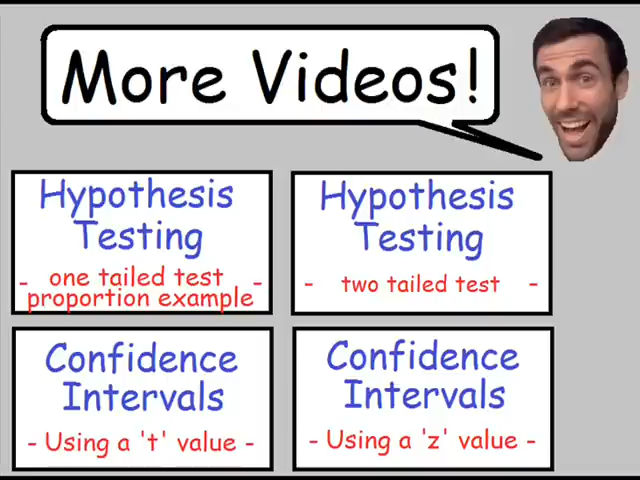 More Videos!
Hypothesis
Testing
- one tailed test -
proportion example
Hypothesis
Testing
- two tailed test -
Confidence
Intervals
- Using a 't' value -
Confidence
Intervals
- Using a 'z' value -